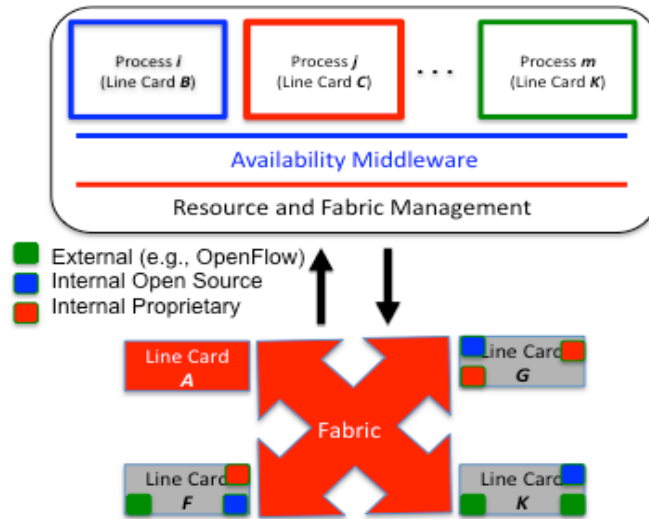 Process i
(Line Card B)
Process j
(Line Card C)
...
Process m
(Line Card K)
Availability Middleware
Resource and Fabric Management
External (e.g., OpenFlow)
Internal Open Source
Internal Proprietary
Line Card
A
Line Card
G
Fabric
Line Card
F
Line Card
K